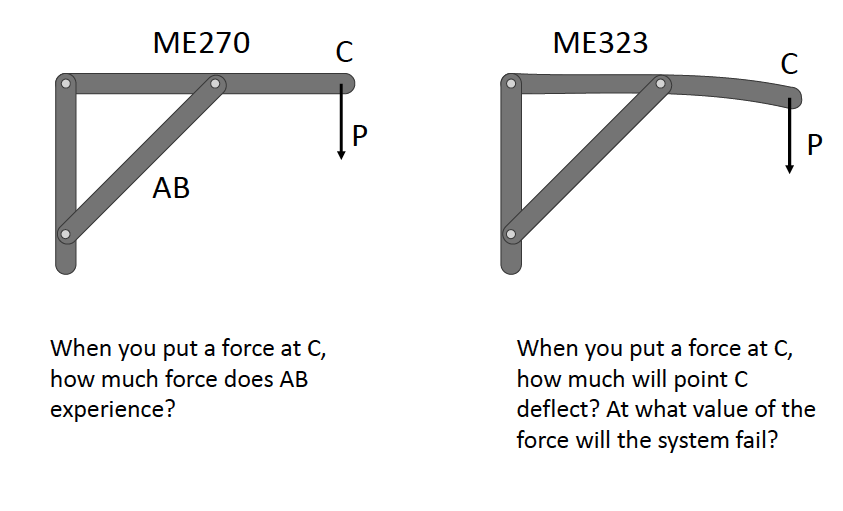 ME270
C
P
AB
When you put a force at C,
how much force does AB
experience?
ME323
C
P
When you put a force at C,
how much will point C
deflect? At what value of the
force will the system fail?